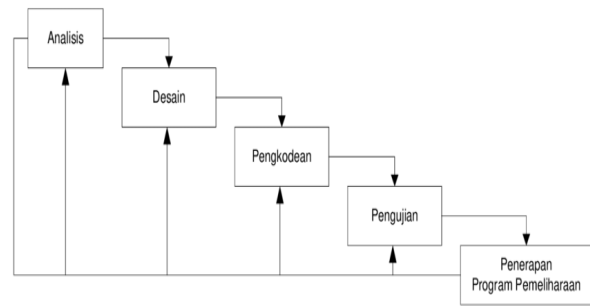 Analisis
Desain
Pengkodean
Pengujian
Penerapan
Program Pemeliharaan